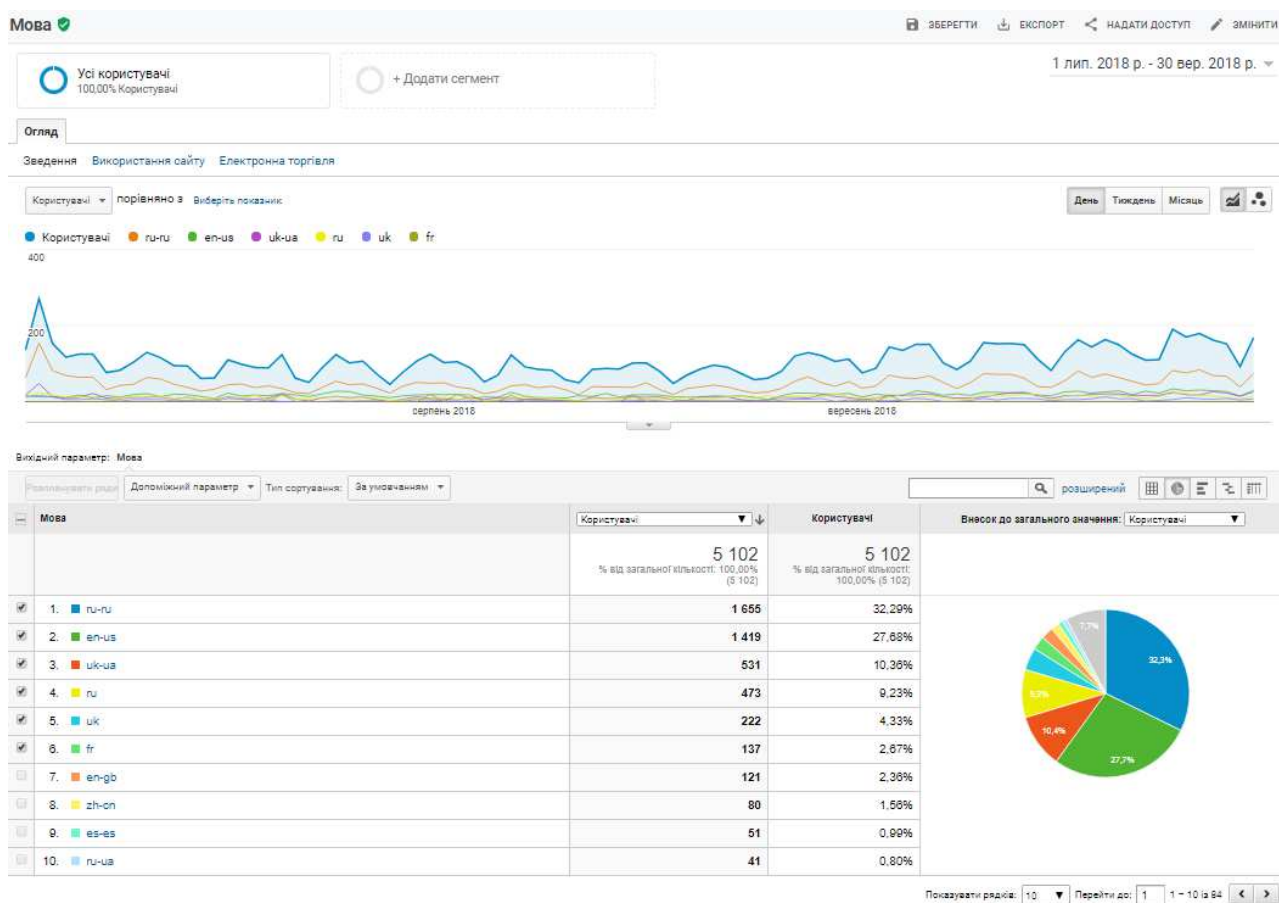 Мова
ЗБЕРЕГТИ ЕКСПОРТ НАДАТИ ДОСТУП ЗМІНИТИ
1 лип. 2018 р. - 30 вер. 2018 р.
Усі користувачі
100,00% Користувачі
+ Додати сегмент
Огляд
Зведення Використання сайту Електронна торгівля
Користувачі порівняно з Виберіть показник
День Тиждень Місяць
Користувачі ru-ru en-us uk-ua ru uk fr
400
200
серпень 2018 вересень 2018
Вихідний параметр: Мова
Допоміжний параметр Тип сортування: За умовчанням розширений
Мова Користувачі Користувачі Внесок до загального значення: Користувачі
5 102 5 102
% від загальної кількості: 100,00% (5 102) % від загальної кількості: 100,00% (5 102)
1. ru-ru 1 655 32,29%
2. en-us 1 419 27,68%
3. uk-ua 531 10,36%
4. ru 473 9,23%
5. uk 222 4,33%
6. fr 137 2,67%
7. en-gb 121 2,36%
8. zh-cn 80 1,56%
9. es-es 51 0,99%
10. ru-ua 41 0,80%
7,7%
32,3%
10,4%
27,7%
Показувати рядків: 10 Перейти до: 1 1 – 10 із 84